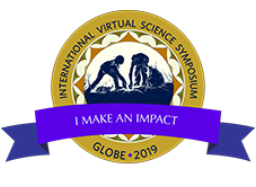 INTERNATIONAL VIRTUAL SCIENCE SYMPOSIUM
I MAKE AN IMPACT
GLOBE • 2019